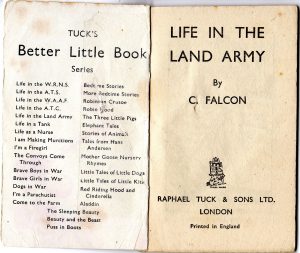 TUCK'S
Better Little Book
Series
Life in the W.R.N.S.
Life in the A.T.S.
Life in the W.A.A.F.
Life in the A.T.C.
Life in the Land Army
Life in a Tank
Life as a Nurse
I am Making Munitions
I'm a Firegirl
The Convoys Come
Through
Brave Boys in War
Brave Girls in War
Dogs in War
I'm a Parachutist
Come to the Farm
Bedtime Stories
More Bedtime Stories
Robinson Crusoe
Robin Hood
The Three Little Pigs
Elephant Tales
Stories of Animals
Tales from Hans
Andersen
Mother Goose Nursery
Rhymes
Little Tales of Little Dogs
Little Tales of Little Kits
Red Riding Hood and
Cinderella
Aladdin
The Sleeping Beauty
Beauty and the Beast
Puss in Boots
LIFE IN THE
LAND ARMY
By
C. FALCON
RAPHAEL TUCK & SONS LTD.
LONDON
Printed in England